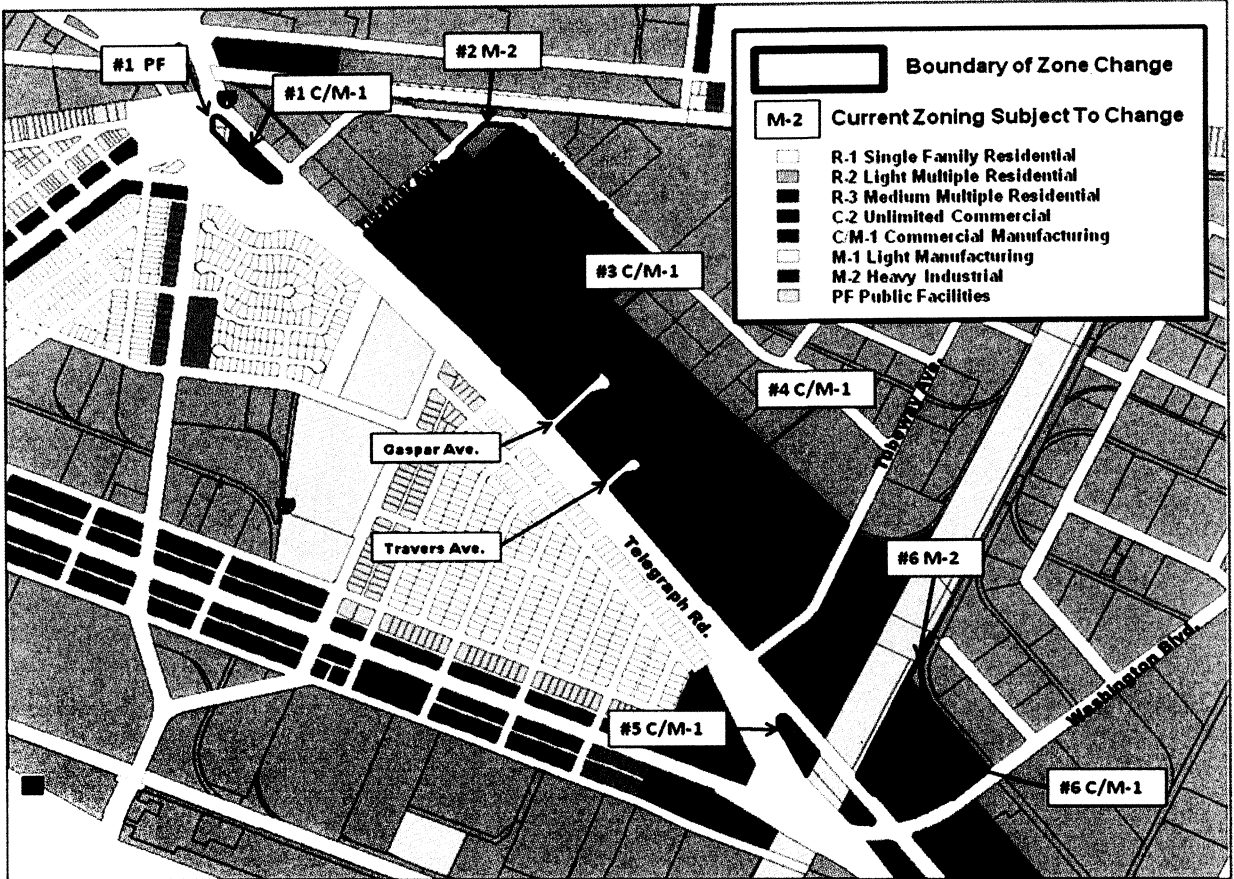 #1 PF
#1 C/M-1
#2 M-2
Boundary of Zone Change
M-2 Current Zoning Subject To Change
R-1 Single Family Residential
R-2 Light Multiple Residential
R-3 Medium Multiple Residential
C-2 Unlimited Commercial
C/M-1 Commercial Manufacturing
M-1 Light Manufacturing
M-2 Heavy Industrial
PF Public Facilities
#3 C/M-1
#4 C/M-1
Tubeway Ave.
Gaspar Ave.
Travers Ave.
Telegraph Rd.
#6 M-2
Washington Blvd.
#5 C/M-1
#6 C/M-1